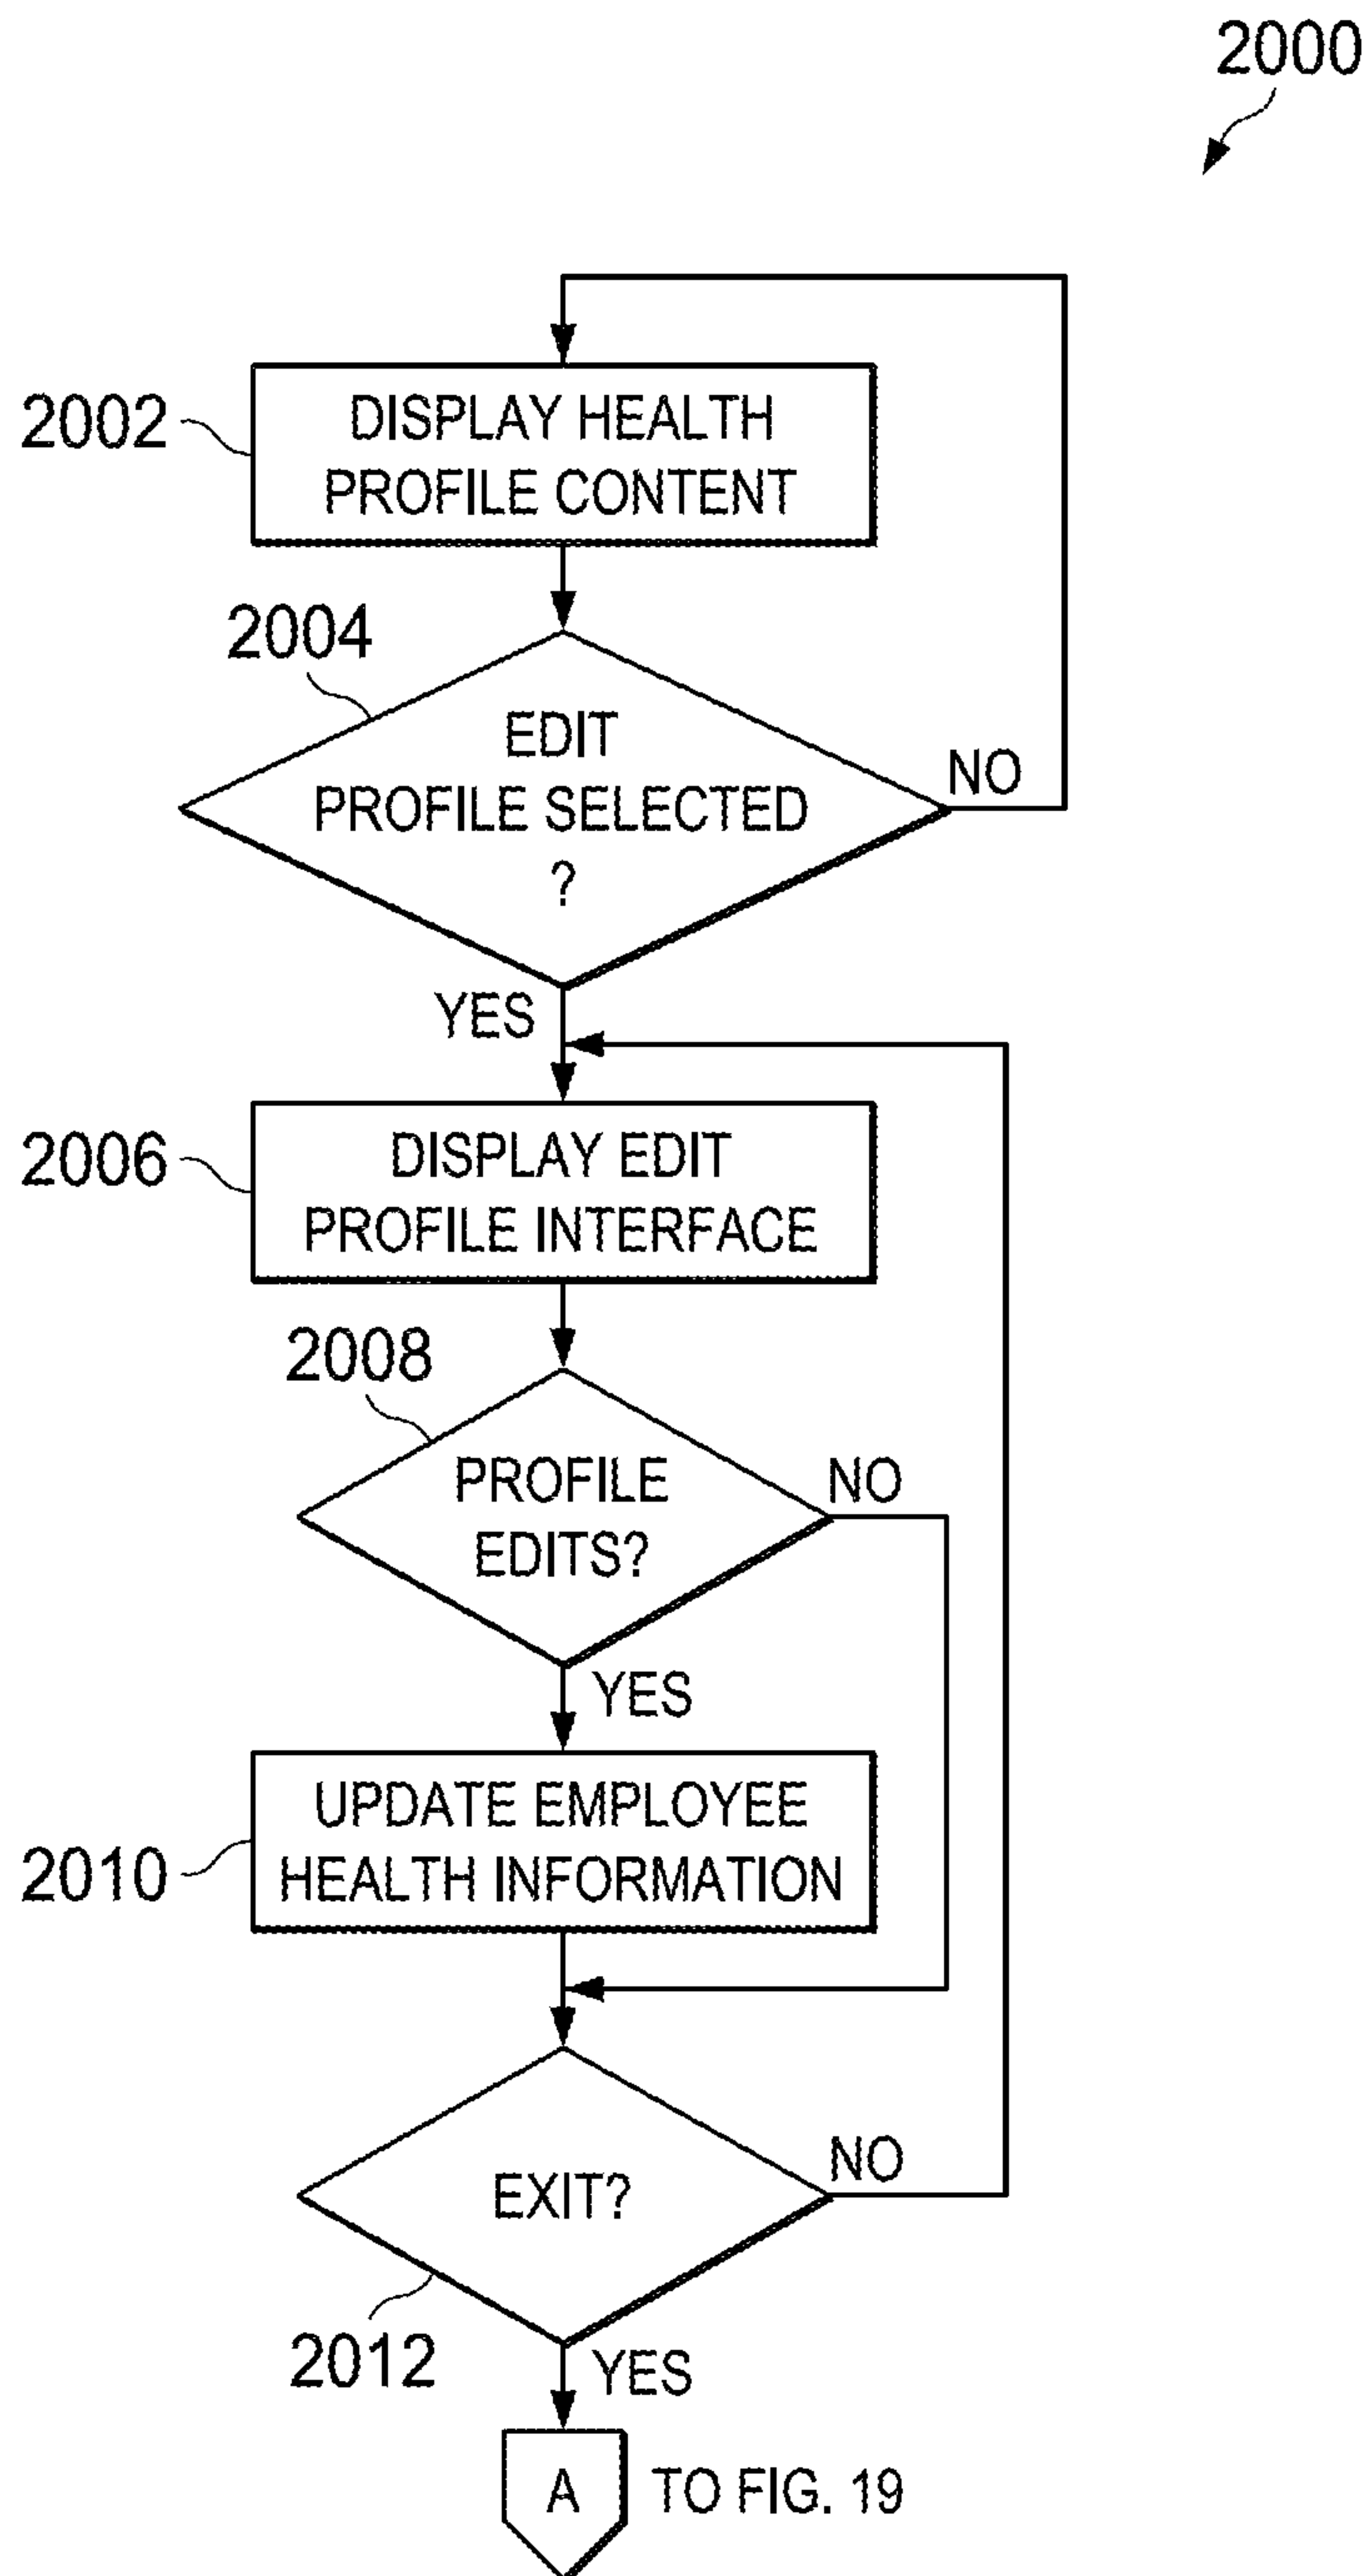 2000
2002
DISPLAY HEALTH
PROFILE CONTENT
2004
EDIT
PROFILE SELECTED
?
NO
YES
2006
DISPLAY EDIT
PROFILE INTERFACE
2008
PROFILE
EDITS?
NO
YES
2010
UPDATE EMPLOYEE
HEALTH INFORMATION
EXIT?
NO
2012
YES
A TO FIG. 19